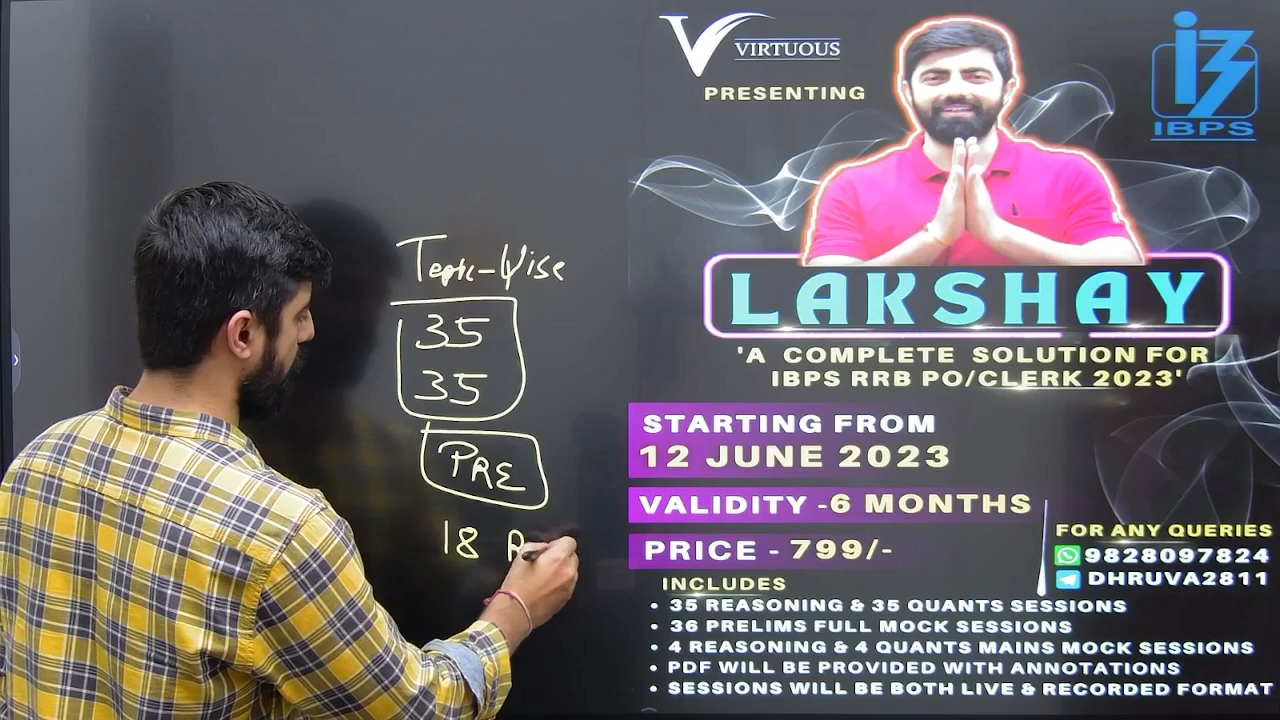 Topic-Wise
35
35
PRE
18 R
VIRTUOUS
PRESENTING
IBPS
LAKSHAY
'A COMPLETE SOLUTION FOR
IBPS RRB PO/CLERK 2023'
STARTING FROM
12 JUNE 2023
VALIDITY -6 MONTHS
PRICE - 799/-
FOR ANY QUERIES
9828097824
DHRUVA2811
INCLUDES
• 35 REASONING & 35 QUANTS SESSIONS
• 36 PRELIMS FULL MOCK SESSIONS
• 4 REASONING & 4 QUANTS MAINS MOCK SESSIONS
• PDF WILL BE PROVIDED WITH ANNOTATIONS
• SESSIONS WILL BE BOTH LIVE & RECORDED FORMAT